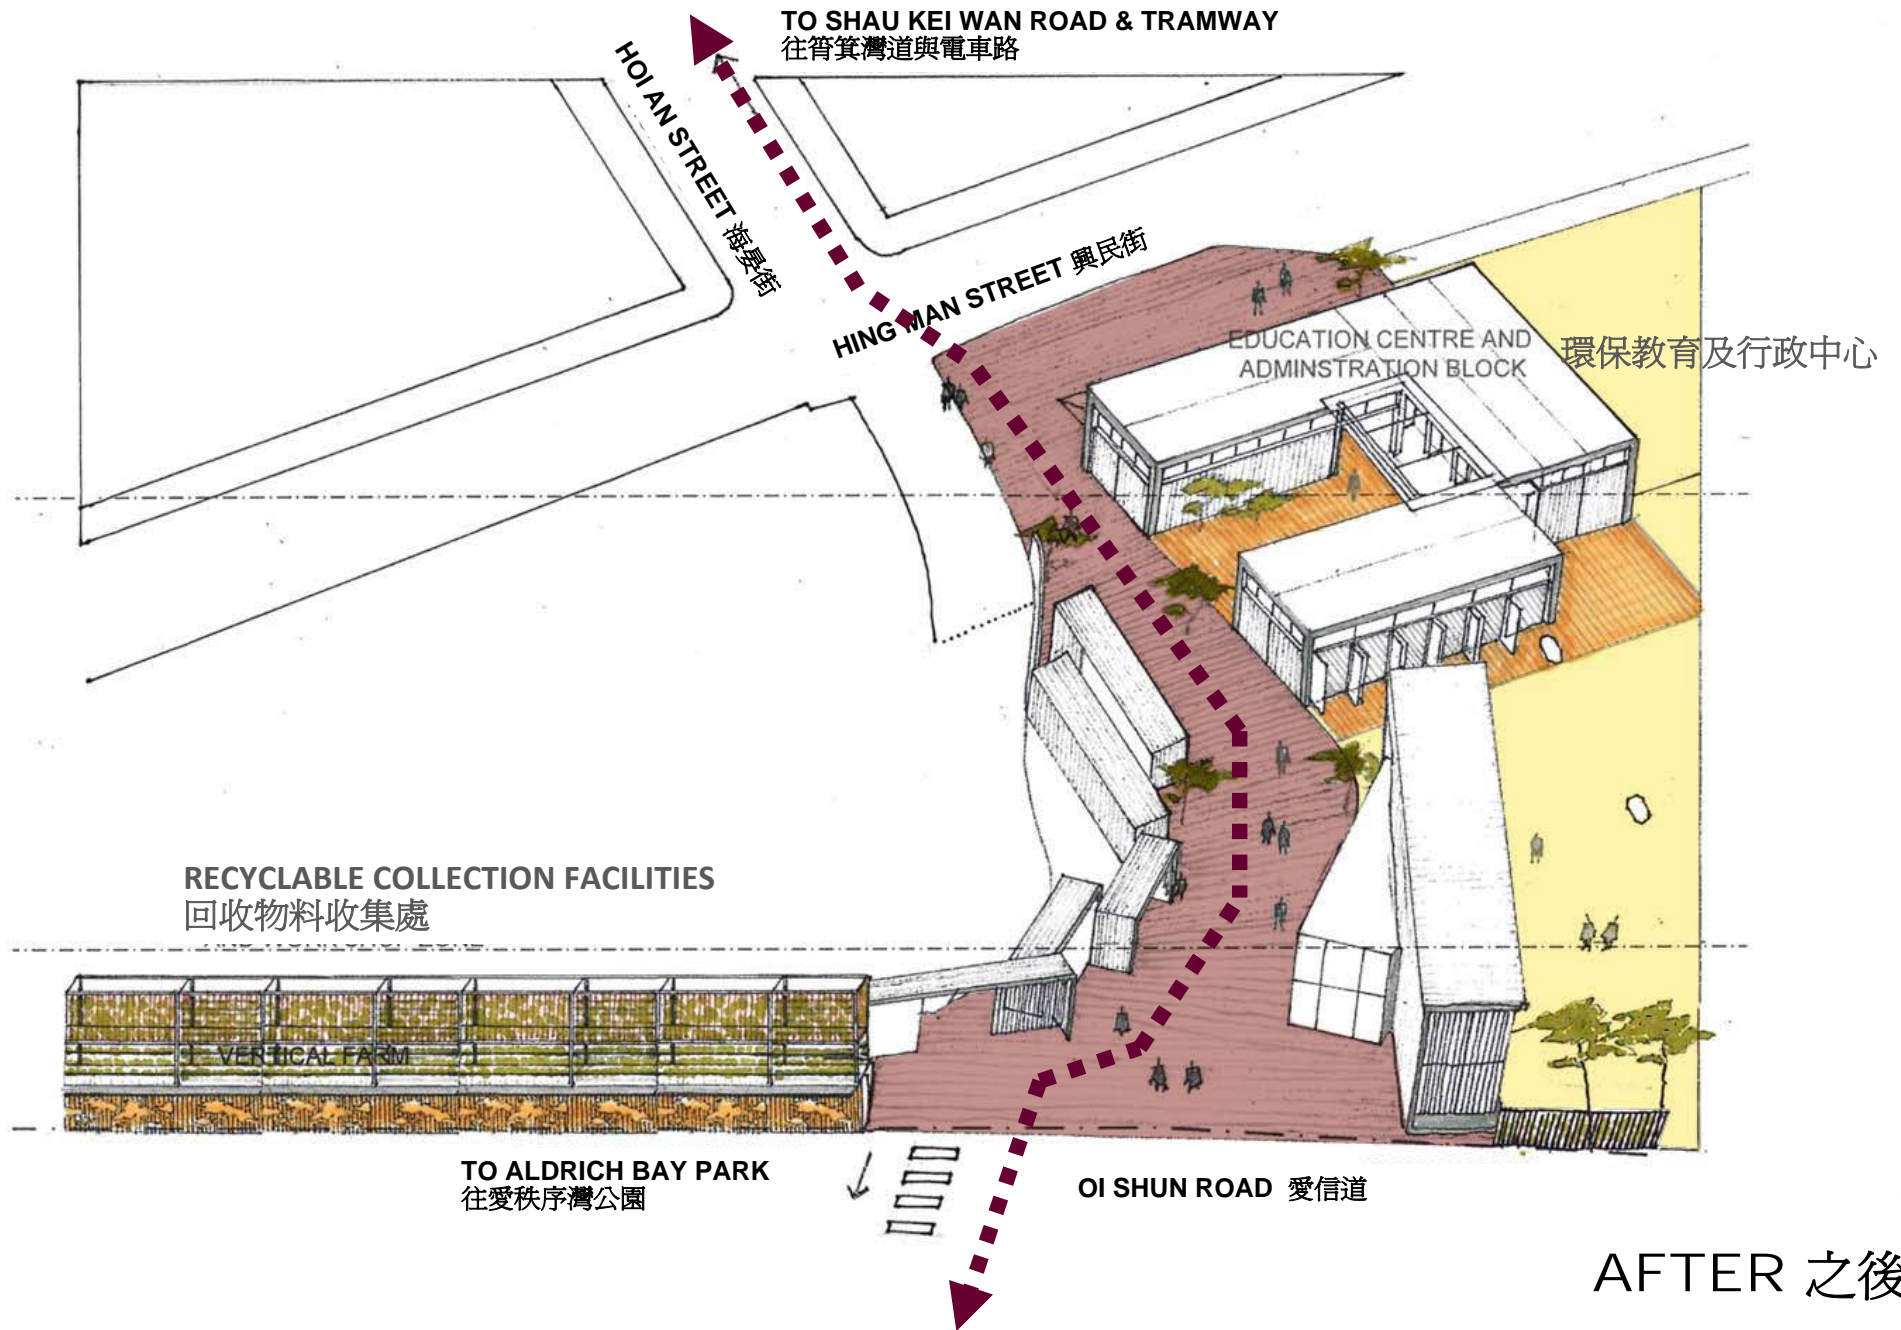 TO SHAU KEI WAN ROAD & TRAMWAY
往筲箕灣道與電車路
HOI AN STREET 海晏街
HING MAN STREET 興民街
EDUCATION CENTRE AND
ADMINSTRATION BLOCK
環保教育及行政中心
RECYCLABLE COLLECTION FACILITIES
回收物料收集處
VERTICAL FARM
TO ALDRICH BAY PARK
往愛秩序灣公園
OI SHUN ROAD 愛信道
AFTER 之後